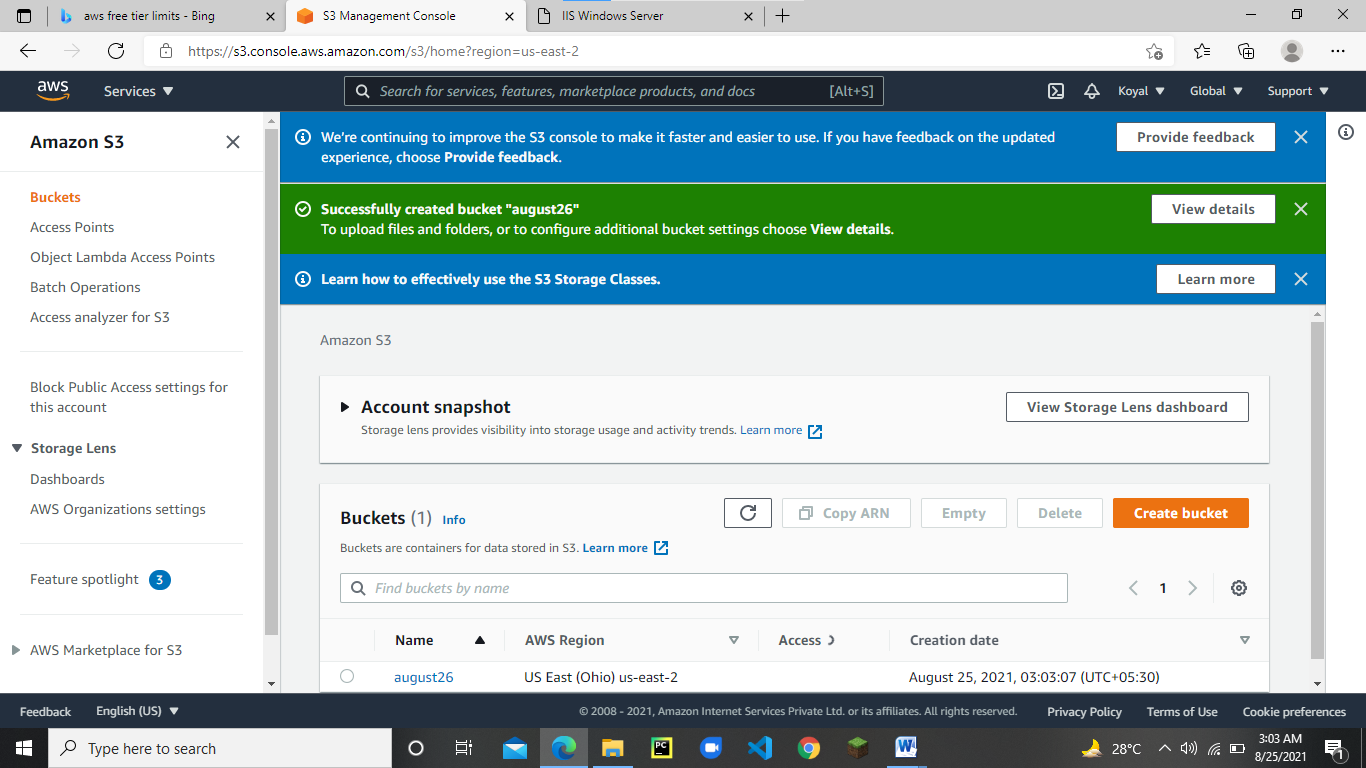 aws free tier limits - Bing
S3 Management Console
IIS Windows Server
https://s3.console.aws.amazon.com/s3/home?region=us-east-2
aws
Services
Search for services, features, marketplace products, and docs
[Alt+S]
Koyal
Global
Support
Amazon S3
Buckets
Access Points
Object Lambda Access Points
Batch Operations
Access analyzer for S3
Block Public Access settings for
this account
Storage Lens
Dashboards
AWS Organizations settings
Feature spotlight 3
AWS Marketplace for S3
We're continuing to improve the S3 console to make it faster and easier to use. If you have feedback on the updated
experience, choose Provide feedback.
Provide feedback
Successfully created bucket "august26"
To upload files and folders, or to configure additional bucket settings choose View details.
View details
Learn how to effectively use the S3 Storage Classes.
Learn more
Amazon S3
Account snapshot
Storage lens provides visibility into storage usage and activity trends. Learn more
View Storage Lens dashboard
Buckets (1) Info
Copy ARN
Empty
Delete
Create bucket
Buckets are containers for data stored in S3. Learn more
Find buckets by name
1
Name
AWS Region
Access
Creation date
august26
US East (Ohio) us-east-2
August 25, 2021, 03:03:07 (UTC+05:30)
Feedback
English (US)
© 2008 - 2021, Amazon Internet Services Private Ltd. or its affiliates. All rights reserved.
Privacy Policy
Terms of Use
Cookie preferences
Type here to search
PC
W
28°C
3:03 AM
8/25/2021
1